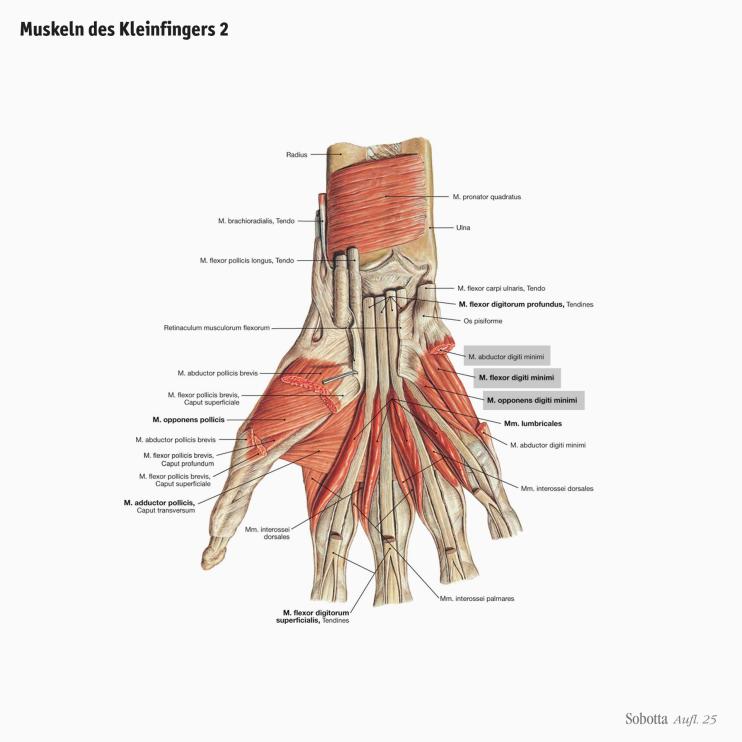 Muskeln des Kleinfingers 2
Radius
M. pronator quadratus
M. brachioradialis, Tendo
Ulna
M. flexor pollicis longus, Tendo
M. flexor carpi ulnaris, Tendo
M. flexor digitorum profundus, Tendines
Os pisiforme
Retinaculum musculorum flexorum
M. abductor digiti minimi
M. abductor pollicis brevis
M. flexor digiti minimi
M. flexor pollicis brevis,
Caput superficiale
M. opponens digiti minimi
M. opponens pollicis
Mm. lumbricales
M. abductor pollicis brevis
M. abductor digiti minimi
M. flexor pollicis brevis,
Caput profundum
M. flexor pollicis brevis,
Caput superficiale
Mm. interossei dorsales
M. adductor pollicis,
Caput transversum
Mm. interossei
dorsales
Mm. interossei palmares
M. flexor digitorum
superficialis, Tendines
Sobotta Aufl. 25